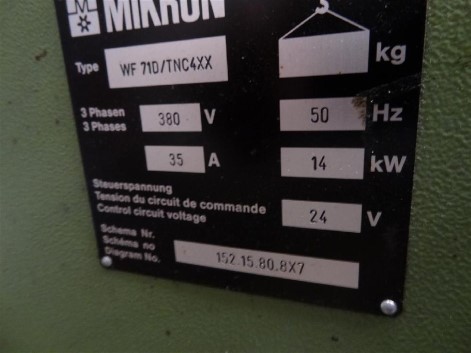 MIKRON
Type WF 71D/TNC4XX kg
3 Phasen
3 Phases 380 V 50 Hz
35 A 14 kW
Steuerspannung
Tension du circuit de commande
Control circuit voltage 24 V
Schema Nr.
Schéma no
Diagram No. 152.15.80.8X7